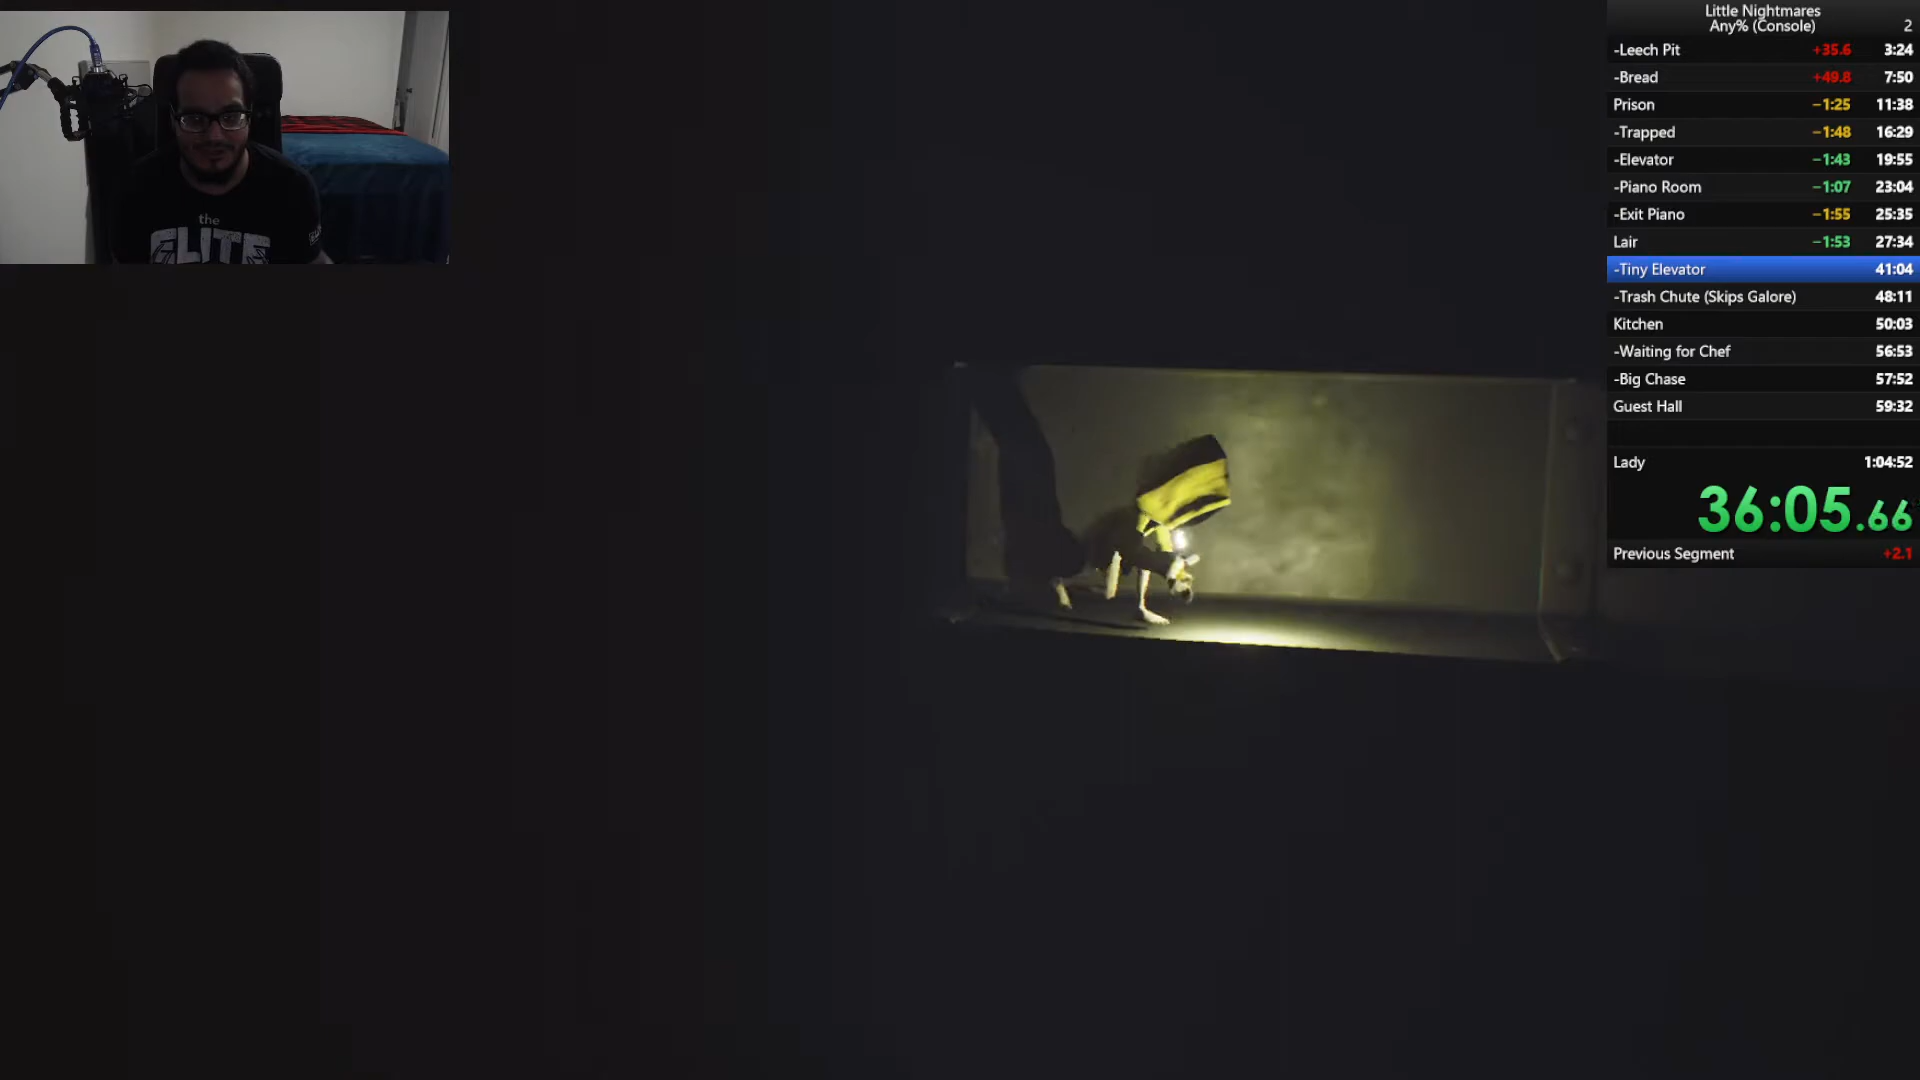 the
ELITE
Little Nightmares
Any% (Console)
2
-Leech Pit +35.6 3:24
-Bread +49.8 7:50
Prison −1:25 11:38
-Trapped −1:48 16:29
-Elevator −1:43 19:55
-Piano Room −1:07 23:04
-Exit Piano −1:55 25:35
Lair −1:53 27:34
-Tiny Elevator 41:04
-Trash Chute (Skips Galore) 48:11
Kitchen 50:03
-Waiting for Chef 56:53
-Big Chase 57:52
Guest Hall 59:32
Lady 1:04:52
36:05.66
Previous Segment +2.1